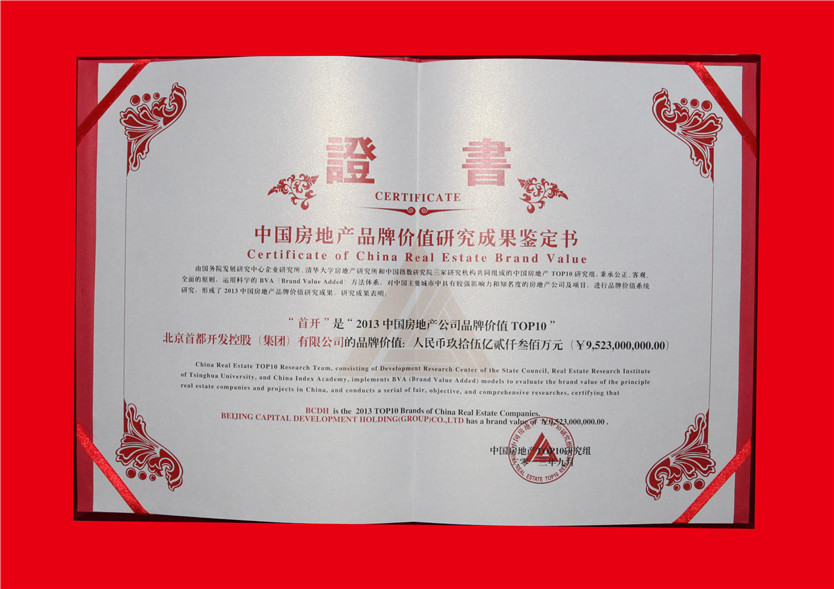 證 書
CERTIFICATE
中国房地产品牌价值研究成果鉴定书
Certificate of China Real Estate Brand Value
由国务院发展研究中心企业研究所、清华大学房地产研究所和中国指数研究院三家研究机构共同组成的中国房地产TOP10研究组，秉承公正、客观、
全面的原则，运用科学的BVA（Brand Value Added）方法体系，对中国主要城市中具有较强影响力和知名度的房地产公司及项目，进行品牌价值系统
研究，形成了2013中国房地产品牌价值研究成果。研究成果表明，
“首开”是“2013中国房地产公司品牌价值TOP10”
北京首都开发控股（集团）有限公司的品牌价值：人民币玖拾伍亿贰仟叁佰万元（￥9,523,000,000.00）
China Real Estate TOP10 Research Team, consisting of Development Research Center of the State Council, Real Estate Research Institute
of Tsinghua University, and China Index Academy, implements BVA (Brand Value Added) models to evaluate the brand value of the principle
real estate companies and projects in China, and conducts a serial of fair, objective, and comprehensive researches, certifying that
BCDH is the 2013 TOP10 Brands of China Real Estate Companies.
BEIJING CAPITAL DEVELOPMENT HOLDING(GROUP)CO.,LTD has a brand value of ￥9,523,000,000.00 .
中国房地产TOP10研究组
二〇一三年九月